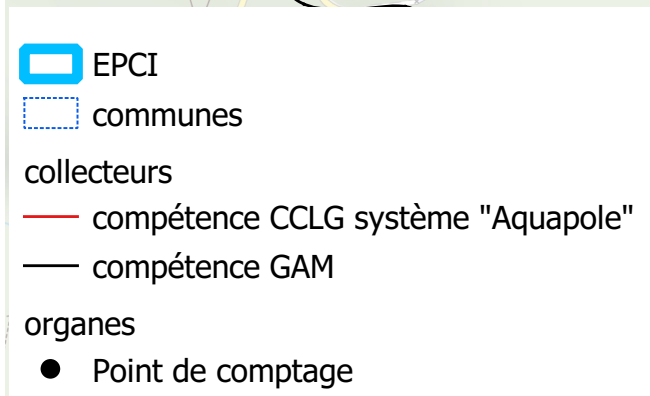 EPCI
communes
collecteurs
compétence CCLG système "Aquapole"
compétence GAM
organes
Point de comptage